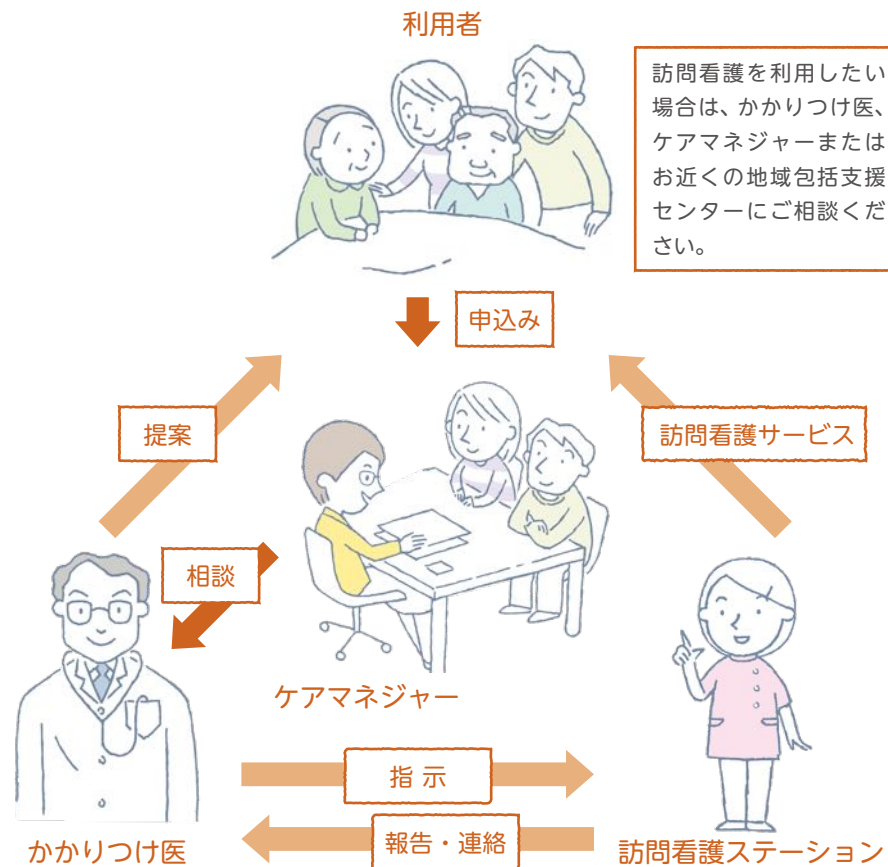 利用者
訪問看護を利用したい
場合は、かかりつけ医、
ケアマネジャーまたは
お近くの地域包括支援
センターにご相談くだ
さい。
申込み
提案
訪問看護サービス
相談
ケアマネジャー
指 示
報告・連絡
かかりつけ医
訪問看護ステーション